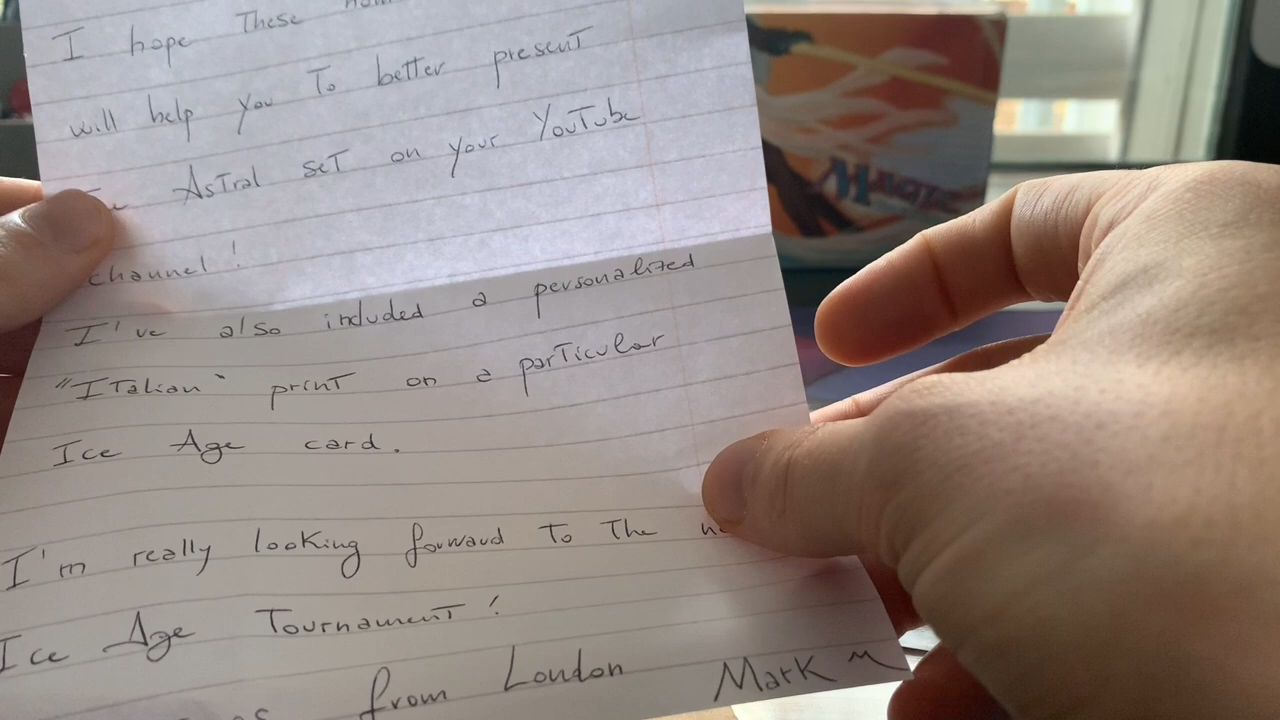 I hope These
will help you To better present
Astral set on your YouTube
channel!
I've also included a personalized
"Italian" print on a particular
Ice Age card.
I'm really looking forward to The
Ice Age Tournament!
from London Mark
MAGIC